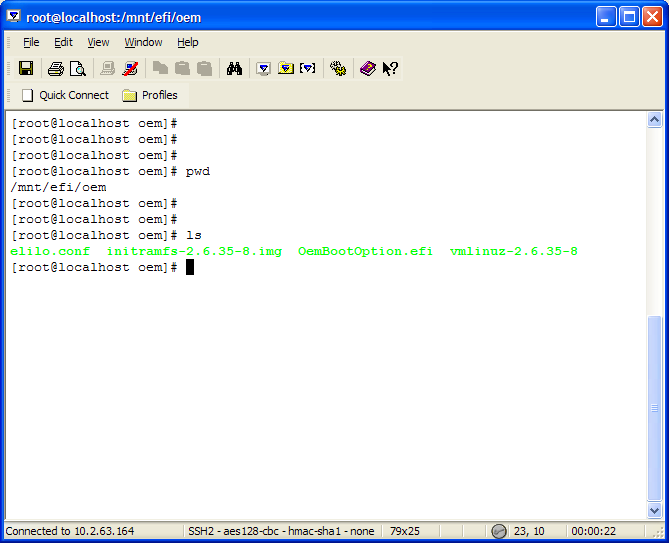 root@localhost:/mnt/efi/oem
File Edit View Window Help
Quick Connect Profiles
[root@localhost oem]#
[root@localhost oem]#
[root@localhost oem]#
[root@localhost oem]# pwd
/mnt/efi/oem
[root@localhost oem]#
[root@localhost oem]#
[root@localhost oem]# ls
elilo.conf initramfs-2.6.35-8.img OemBootOption.efi vmlinuz-2.6.35-8
[root@localhost oem]#
Connected to 10.2.63.164 SSH2 - aes128-cbc - hmac-sha1 - none 79x25 23, 10 00:00:22